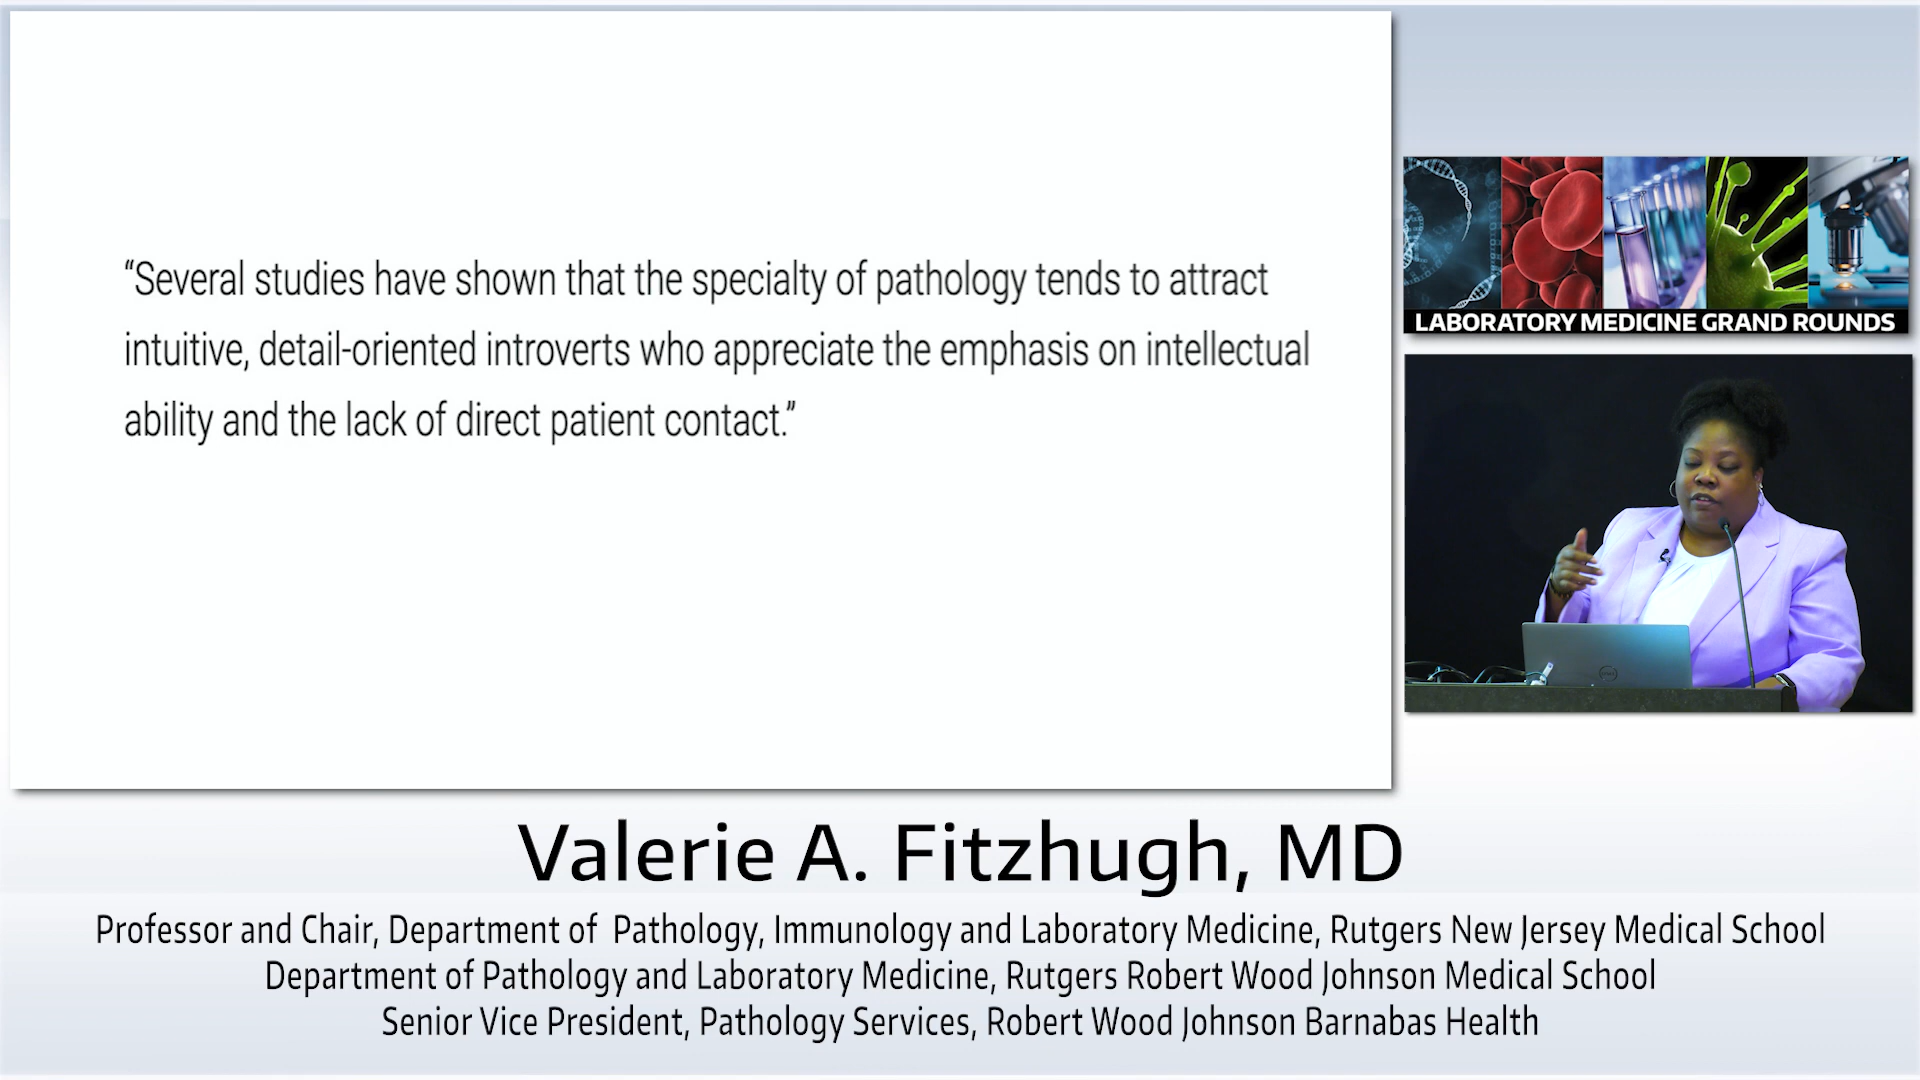 “Several studies have shown that the specialty of pathology tends to attract
intuitive, detail-oriented introverts who appreciate the emphasis on intellectual
ability and the lack of direct patient contact.”
LABORATORY MEDICINE GRAND ROUNDS
Valerie A. Fitzhugh, MD
Professor and Chair, Department of  Pathology, Immunology and Laboratory Medicine, Rutgers New Jersey Medical School
Department of Pathology and Laboratory Medicine, Rutgers Robert Wood Johnson Medical School
Senior Vice President, Pathology Services, Robert Wood Johnson Barnabas Health